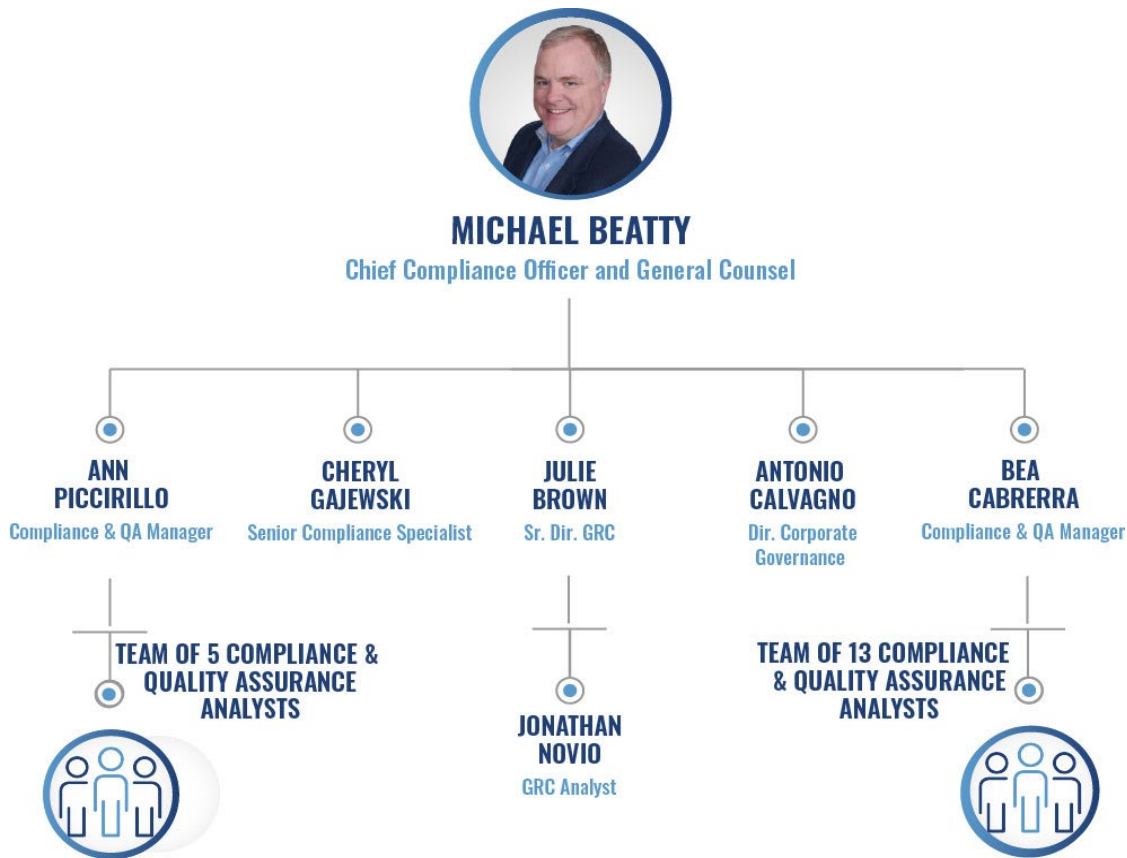 MICHAEL BEATTY
Chief Compliance Officer and General Counsel
ANN
PICCIRILLO
Compliance & QA Manager
CHERYL
GAJEWSKI
Senior Compliance Specialist
JULIE
BROWN
Sr. Dir. GRC
ANTONIO
CALVAGNO
Dir. Corporate
Governance
BEA
CABRERRA
Compliance & QA Manager
TEAM OF 5 COMPLIANCE &
QUALITY ASSURANCE
ANALYSTS
JONATHAN
NOVIO
GRC Analyst
TEAM OF 13 COMPLIANCE
& QUALITY ASSURANCE
ANALYSTS